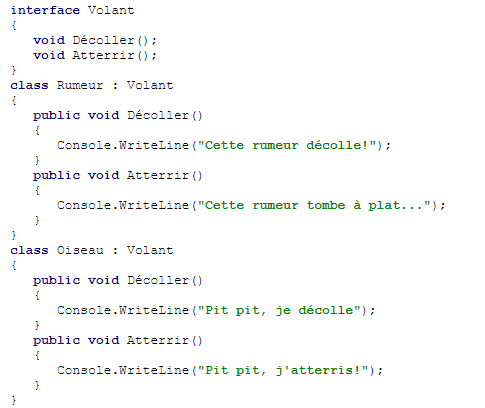 interface Volant
{
void Décoller();
void Atterrir();
}
class Rumeur : Volant
{
public void Décoller()
{
Console.WriteLine("Cette rumeur décolle!");
}
public void Atterrir()
{
Console.WriteLine("Cette rumeur tombe à plat...");
}
}
class Oiseau : Volant
{
public void Décoller()
{
Console.WriteLine("Pit pit, je décolle");
}
public void Atterrir()
{
Console.WriteLine("Pit pit, j'atterris!");
}
}